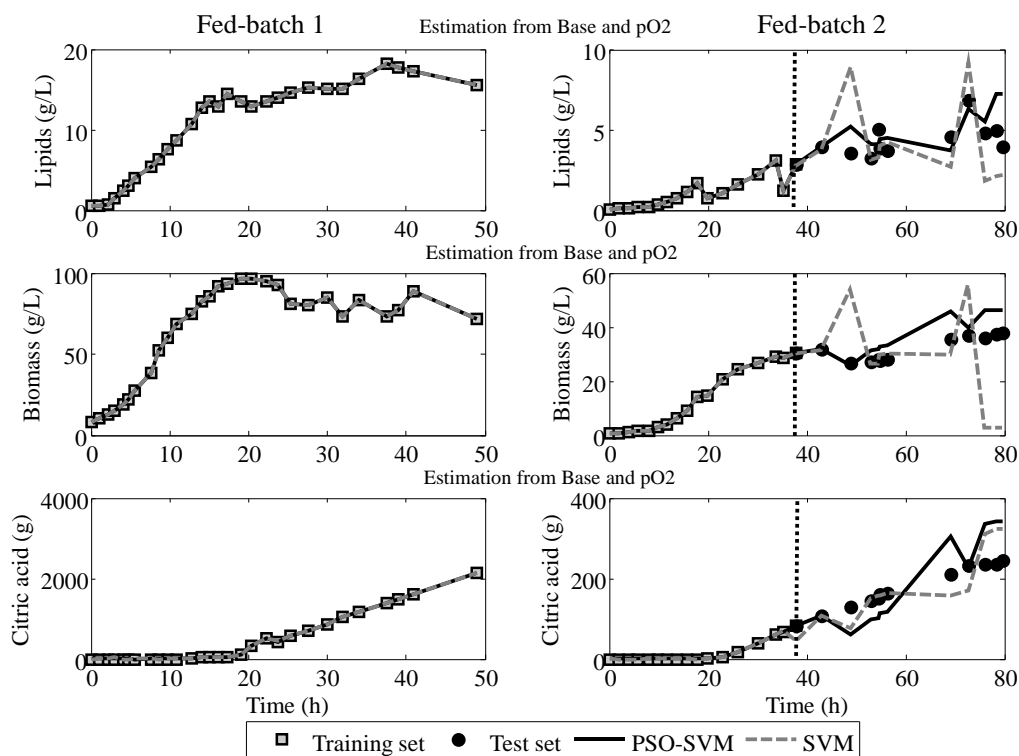 Fed-batch 1 Estimation from Base and pO2 Fed-batch 2
20
10
0
Lipids (g/L)
0 10 20 30 40 50
10
5
0
Lipids (g/L)
0 20 40 60 80
Estimation from Base and pO2
100
50
0
Biomass (g/L)
0 10 20 30 40 50
60
40
20
0
Biomass (g/L)
0 20 40 60 80
Estimation from Base and pO2
4000
2000
0
Citric acid (g)
0 10 20 30 40 50
Time (h)
400
200
0
Citric acid (g)
0 20 40 60 80
Time (h)
Training set Test set PSO-SVM SVM